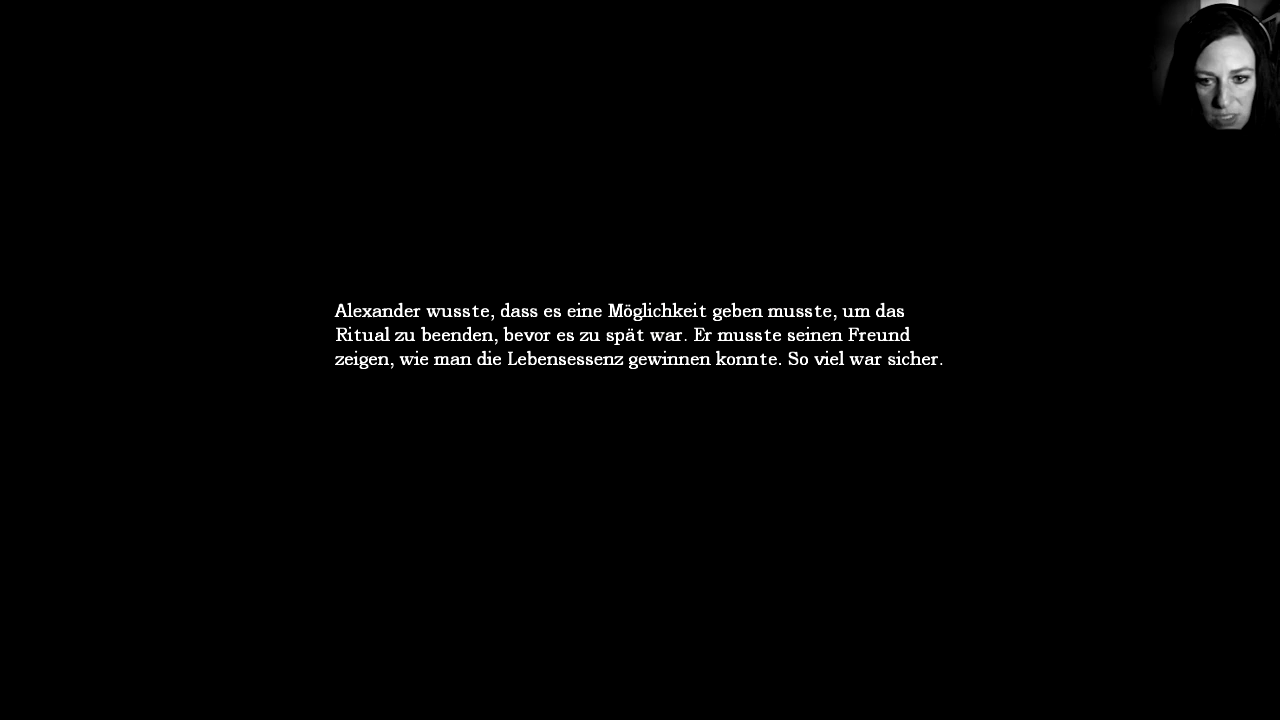 Alexander wusste, dass es eine Möglichkeit geben musste, um das
Ritual zu beenden, bevor es zu spät war. Er musste seinen Freund
zeigen, wie man die Lebensessenz gewinnen konnte. So viel war sicher.